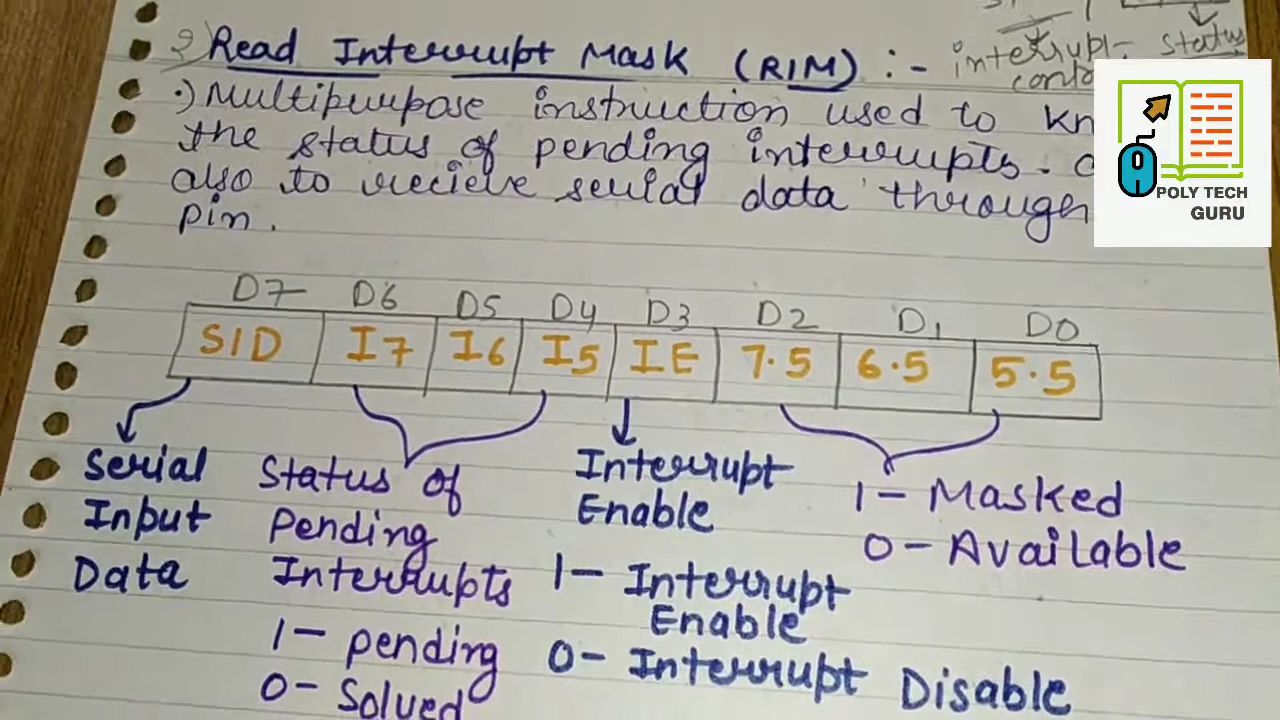 2) Read Interrupt Mask (RIM) :- interrupt status
contr
.) Multipurpose instruction used to kn
the status of pending interrupts.
also to recieve serial data through
pin.
POLY TECH
GURU
D7 D6 D5 D4 D3 D2 D1 D0
SID I7 I6 I5 IE 7.5 6.5 5.5
Serial
Input
Data
Status of
Pending
Interrupts
1- pending
0- Solved
Interrupt
Enable
1- Interrupt
Enable
0- Interrupt Disable
1- Masked
0- Available